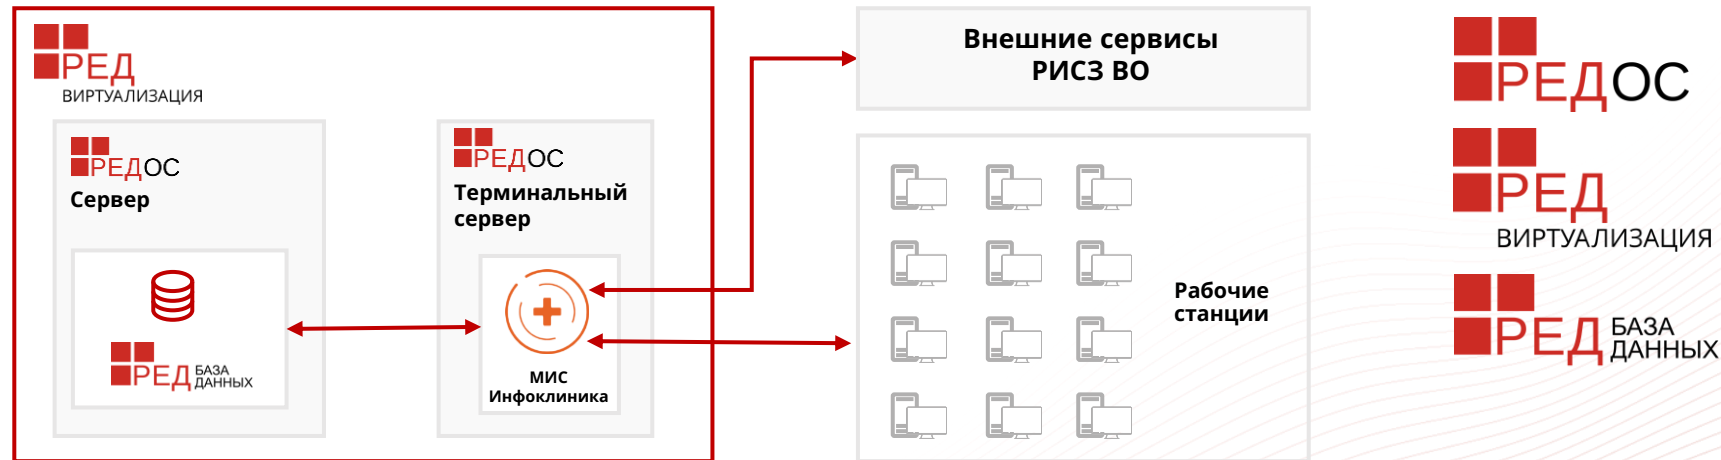 РЕД
ВИРТУАЛИЗАЦИЯ
РЕДОС
Сервер
РЕД БАЗА
ДАННЫХ
РЕДОС
Терминальный
сервер
МИС
Инфоклиника
Внешние сервисы
РИСЗ ВО
Рабочие
станции
РЕДОС
РЕД
ВИРТУАЛИЗАЦИЯ
РЕД БАЗА
ДАННЫХ